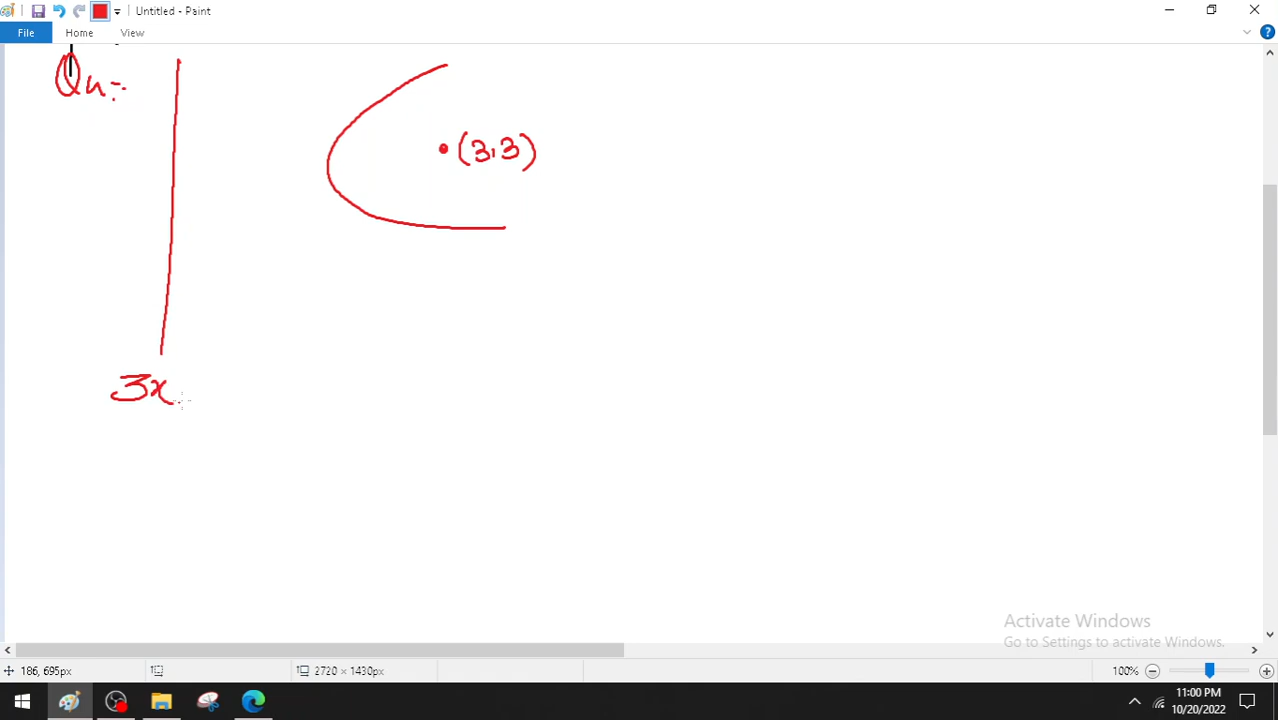 Untitled - Paint
File Home View
Qn:-
(3,3)
3x
Activate Windows
Go to Settings to activate Windows.
186, 695px
2720 × 1430px
100%
11:00 PM
10/20/2022